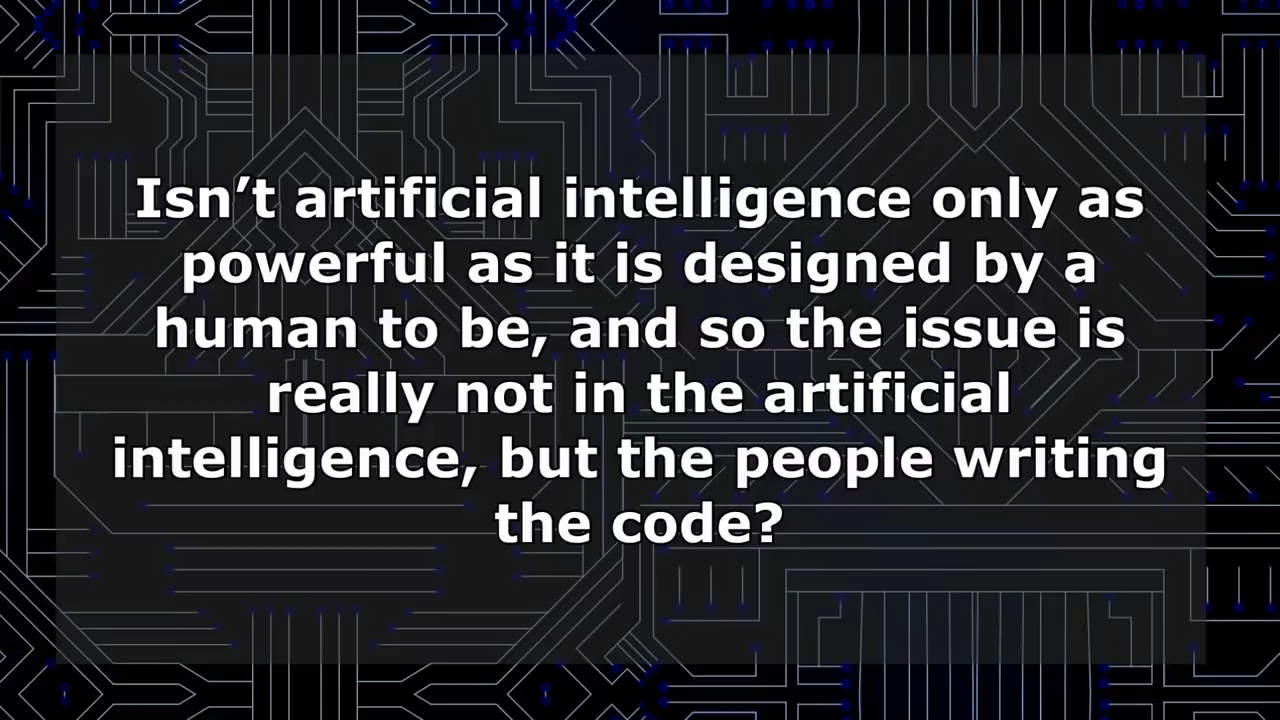 Isn’t artificial intelligence only as
powerful as it is designed by a
human to be, and so the issue is
really not in the artificial
intelligence, but the people writing
the code?